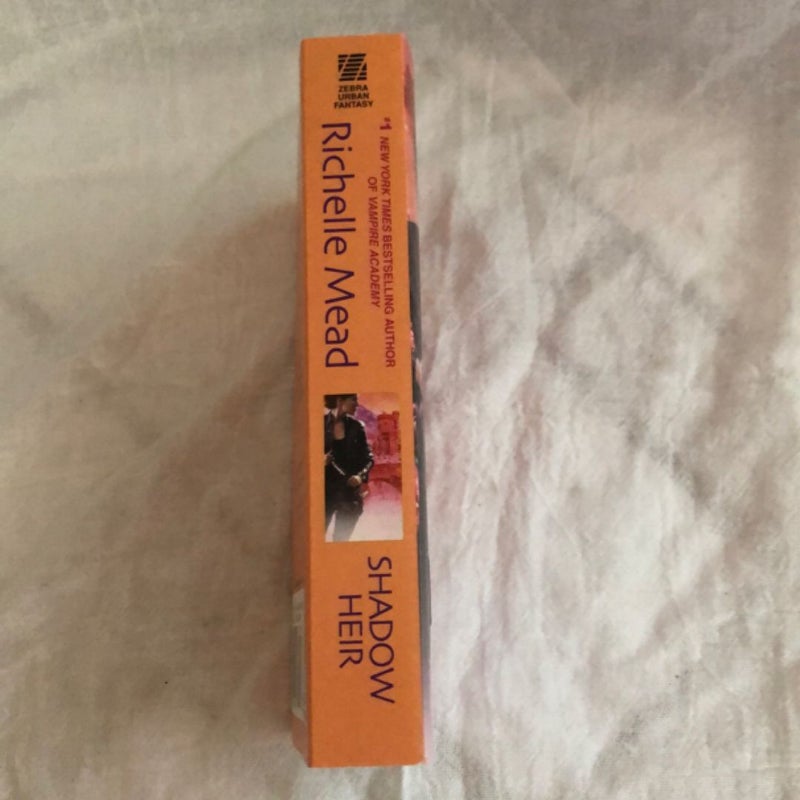 ZEBRA
URBAN
FANTASY
#1 NEW YORK TIMES BESTSELLING AUTHOR
OF VAMPIRE ACADEMY
Richelle Mead
SHADOW
HEIR